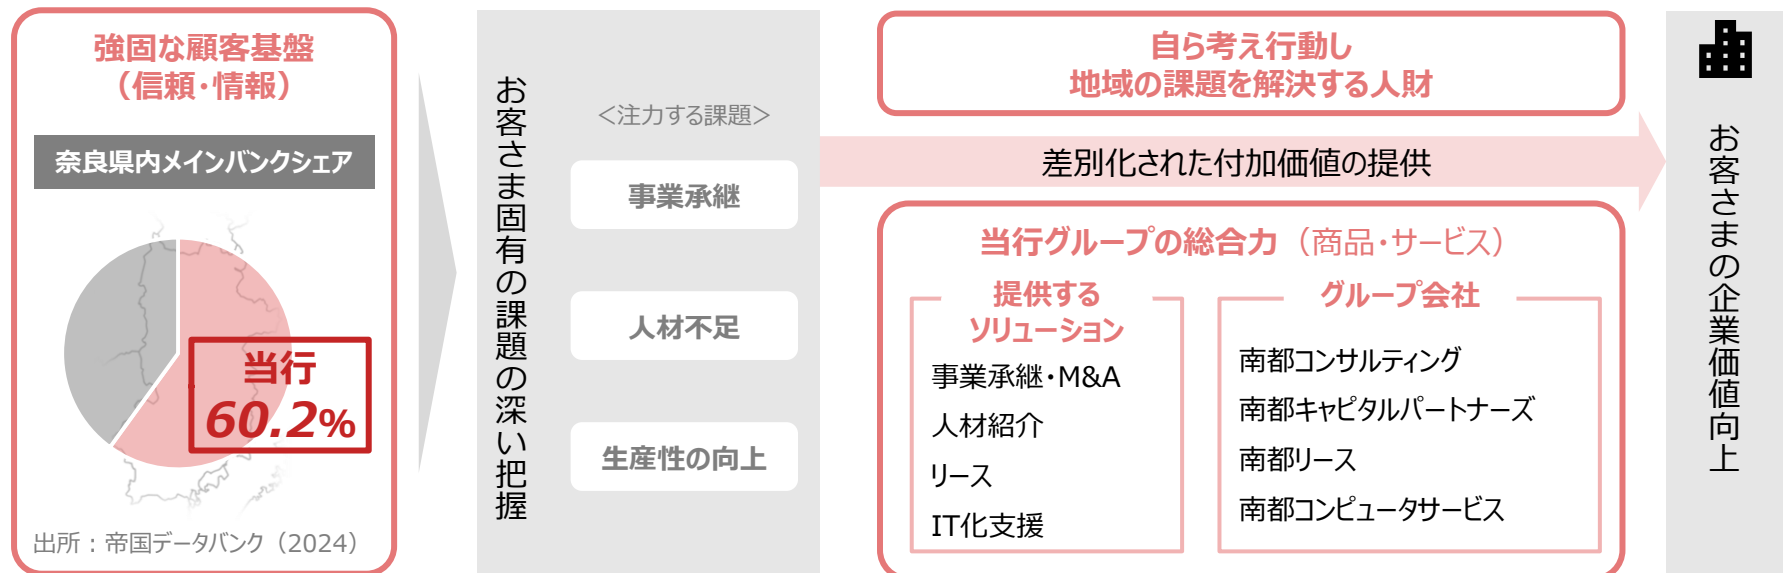 強固な顧客基盤
（信頼・情報）
奈良県内メインバンクシェア
当行
60.2%
出所：帝国データバンク（2024）
お客さま固有の課題の深い把握
＜注力する課題＞
事業承継
人材不足
生産性の向上
自ら考え行動し
地域の課題を解決する人財
差別化された付加価値の提供
当行グループの総合力（商品・サービス）
提供する
ソリューション
事業承継・M&A
人材紹介
リース
IT化支援
グループ会社
南都コンサルティング
南都キャピタルパートナーズ
南都リース
南都コンピュータサービス
お客さまの企業価値向上